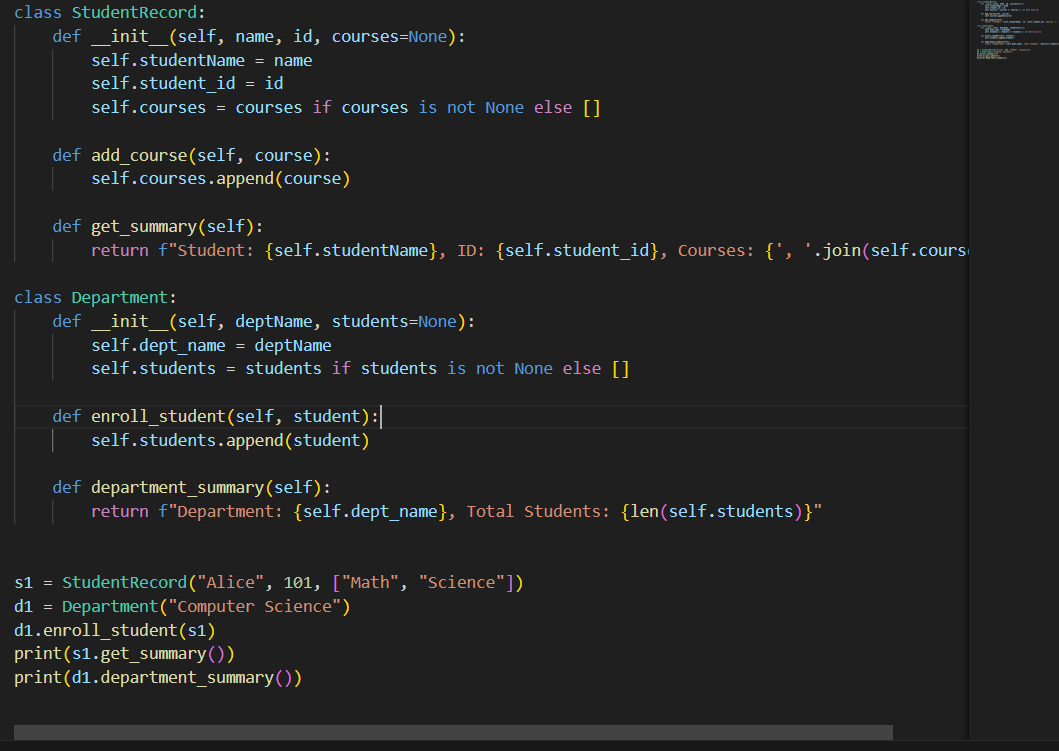 class StudentRecord:
    def __init__(self, name, id, courses=None):
        self.studentName = name
        self.student_id = id
        self.courses = courses if courses is not None else []
    def add_course(self, course):
        self.courses.append(course)
    def get_summary(self):
        return f"Student: {self.studentName}, ID: {self.student_id}, Courses: {', '.join(self.cours
class Department:
    def __init__(self, deptName, students=None):
        self.dept_name = deptName
        self.students = students if students is not None else []
    def enroll_student(self, student):
        self.students.append(student)
    def department_summary(self):
        return f"Department: {self.dept_name}, Total Students: {len(self.students)}"
s1 = StudentRecord("Alice", 101, ["Math", "Science"])
d1 = Department("Computer Science")
d1.enroll_student(s1)
print(s1.get_summary())
print(d1.department_summary())